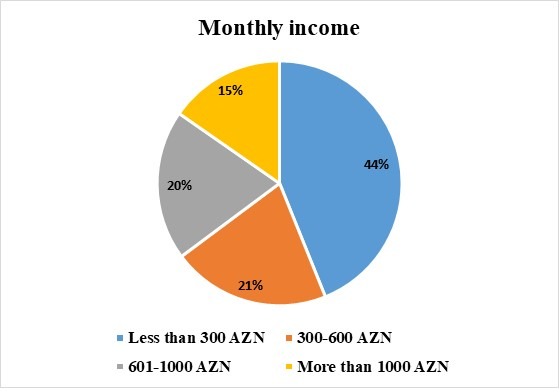 Monthly income
15%
44%
20%
21%
Less than 300 AZN
300-600 AZN
601-1000 AZN
More than 1000 AZN